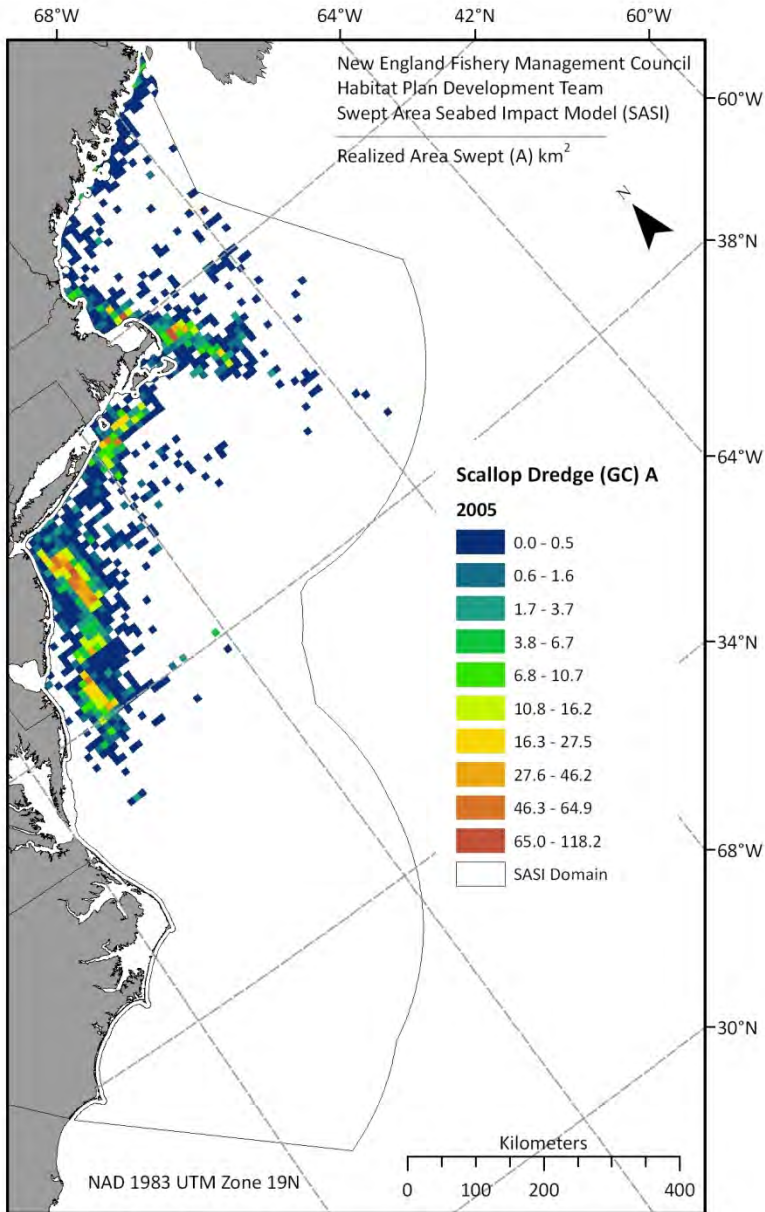 68°W 64°W 42°N 60°W
New England Fishery Management Council
Habitat Plan Development Team
Swept Area Seabed Impact Model (SASI)
Realized Area Swept (A) km²
60°W
N
38°N
64°W
Scallop Dredge (GC) A
2005
0.0 - 0.5
0.6 - 1.6
1.7 - 3.7
3.8 - 6.7
6.8 - 10.7
10.8 - 16.2
16.3 - 27.5
27.6 - 46.2
46.3 - 64.9
65.0 - 118.2
SASI Domain
34°N
68°W
30°N
Kilometers
0 100 200 400
NAD 1983 UTM Zone 19N